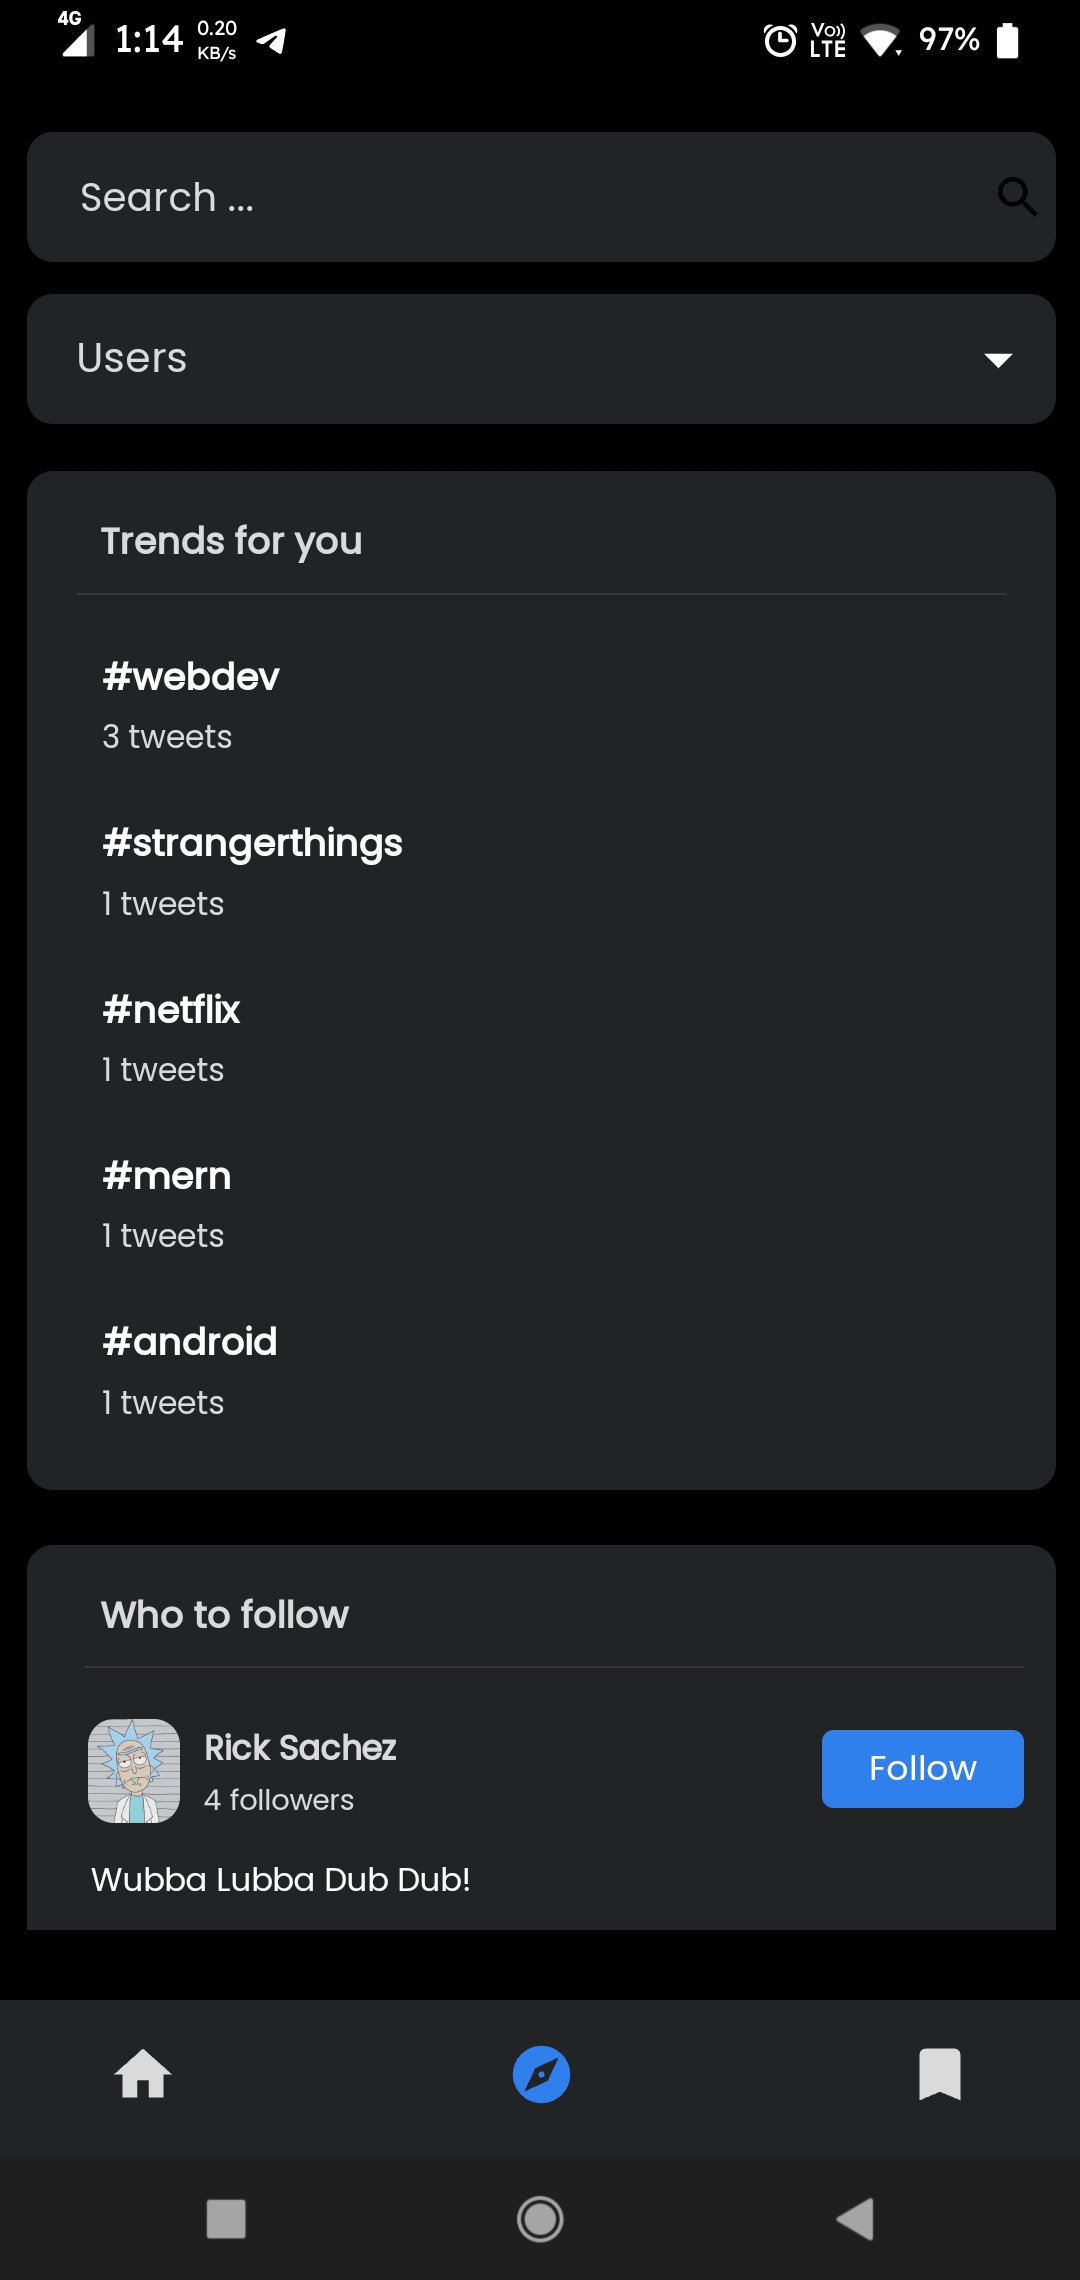 4G
1:14
0.20
KB/s
Vo))
LTE
97%
Search ...
Users
Trends for you
#webdev
3 tweets
#strangerthings
1 tweets
#netflix
1 tweets
#mern
1 tweets
#android
1 tweets
Who to follow
Rick Sachez
4 followers
Follow
Wubba Lubba Dub Dub!